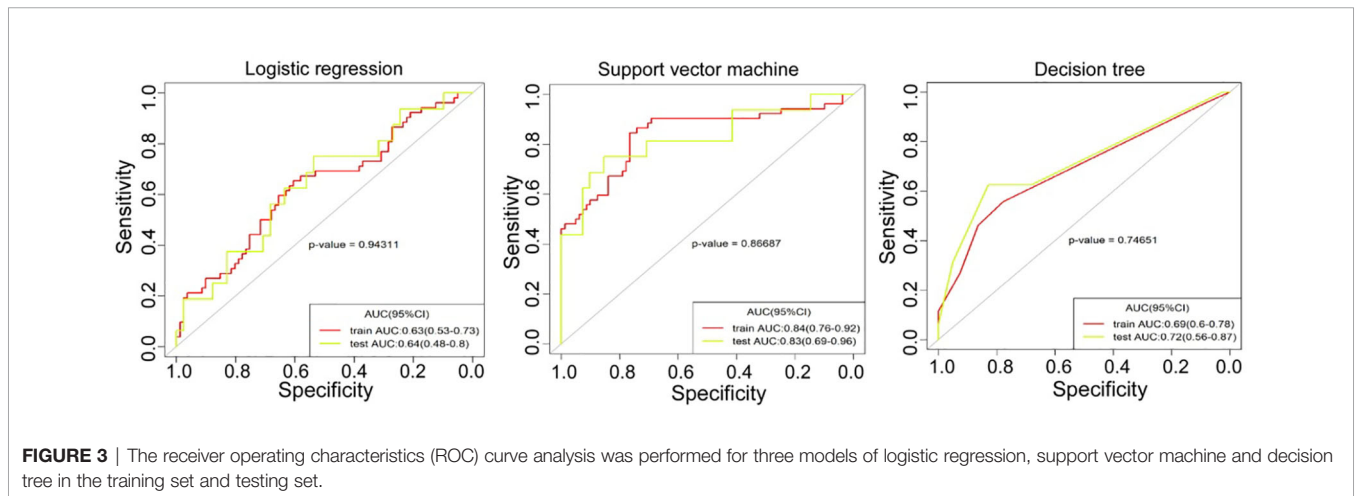 Logistic regression
Sensitivity
1.0
0.8
0.6
0.4
0.2
0.0
p-value = 0.94311
AUC(95%CI)
train AUC:0.63(0.53-0.73)
test AUC:0.64(0.48-0.8)
1.0 0.8 0.6 0.4 0.2 0.0
Specificity
Support vector machine
Sensitivity
1.0
0.8
0.6
0.4
0.2
0.0
p-value = 0.86687
AUC(95%CI)
train AUC:0.84(0.76-0.92)
test AUC:0.83(0.69-0.96)
1.0 0.8 0.6 0.4 0.2 0.0
Specificity
Decision tree
Sensitivity
1.0
0.8
0.6
0.4
0.2
0.0
p-value = 0.74651
AUC(95%CI)
train AUC:0.69(0.6-0.78)
test AUC:0.72(0.56-0.87)
1.0 0.8 0.6 0.4 0.2 0.0
Specificity
FIGURE 3 | The receiver operating characteristics (ROC) curve analysis was performed for three models of logistic regression, support vector machine and decision
tree in the training set and testing set.